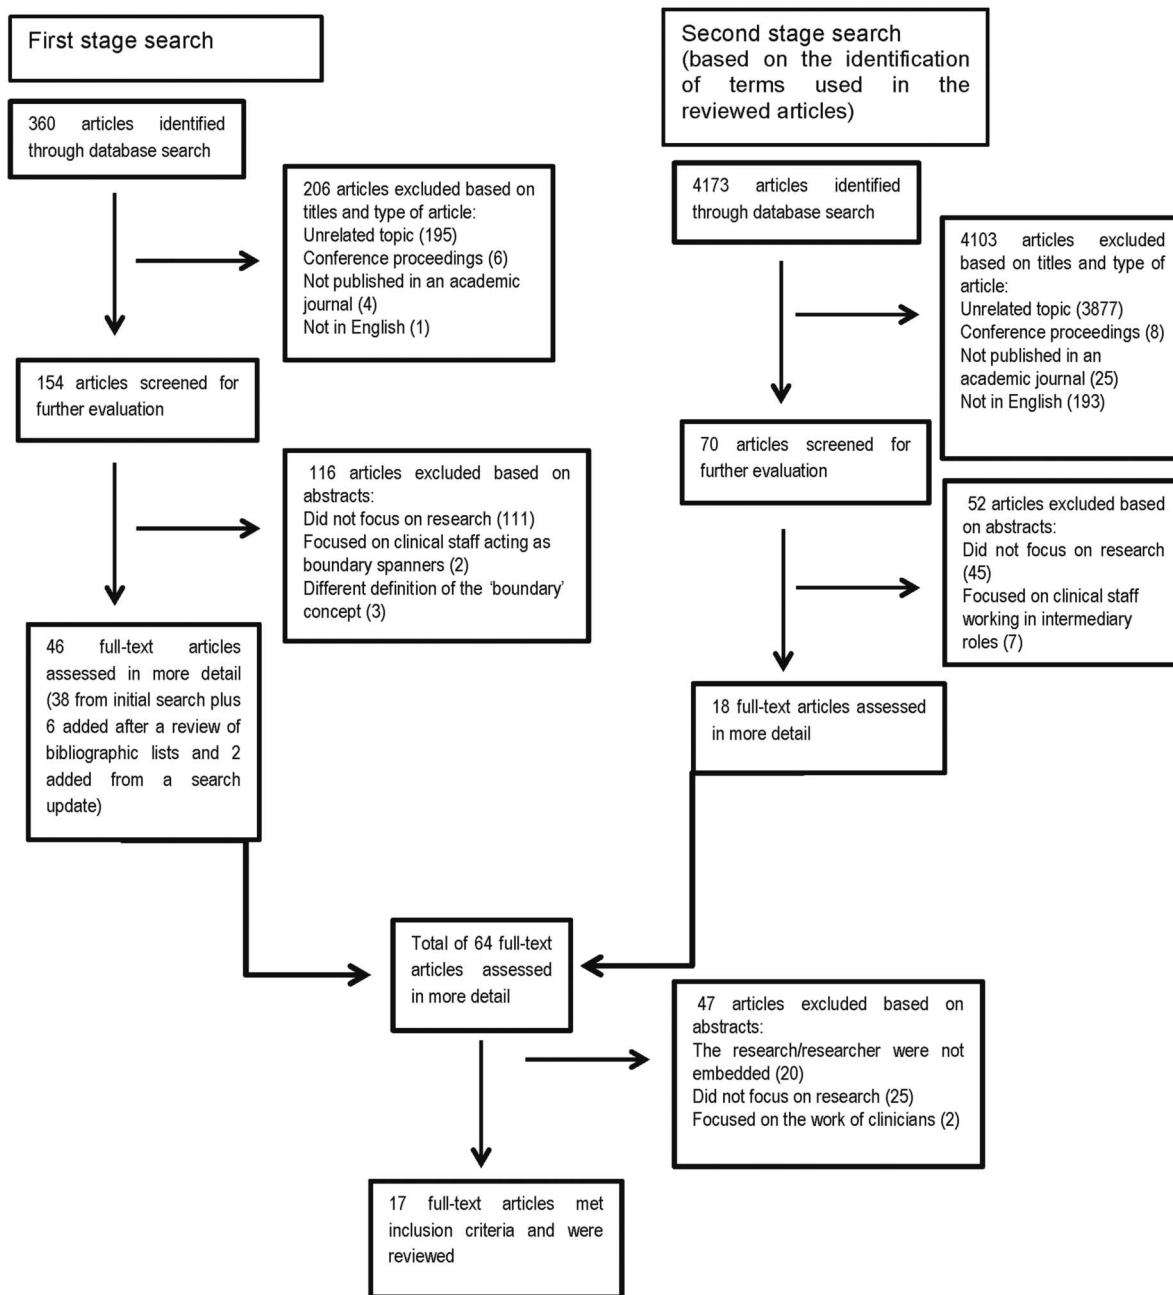 First stage search
360 articles identified
through database search
206 articles excluded based on
titles and type of article:
Unrelated topic (195)
Conference proceedings (6)
Not published in an academic
journal (4)
Not in English (1)
154 articles screened for
further evaluation
116 articles excluded based on
abstracts:
Did not focus on research (111)
Focused on clinical staff acting as
boundary spanners (2)
Different definition of the ‘boundary’
concept (3)
46 full-text articles
assessed in more detail
(38 from initial search plus
6 added after a review of
bibliographic lists and 2
added from a search
update)
Second stage search
(based on the identification
of terms used in the
reviewed articles)
4173 articles identified
through database search
4103 articles excluded
based on titles and type of
article:
Unrelated topic (3877)
Conference proceedings (8)
Not published in an
academic journal (25)
Not in English (193)
70 articles screened for
further evaluation
52 articles excluded based
on abstracts:
Did not focus on research
(45)
Focused on clinical staff
working in intermediary
roles (7)
18 full-text articles assessed
in more detail
Total of 64 full-text
articles assessed
in more detail
47 articles excluded based on
abstracts:
The research/researcher were not
embedded (20)
Did not focus on research (25)
Focused on the work of clinicians (2)
17 full-text articles met
inclusion criteria and were
reviewed